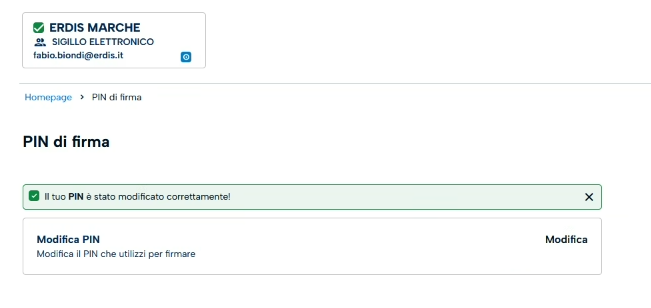 ERDIS MARCHE
SIGILLO ELETTRONICO
fabio.biondi@erdis.it
Homepage > PIN di firma
PIN di firma
Il tuo PIN è stato modificato correttamente!
Modifica PIN
Modifica
Modifica il PIN che utilizzi per firmare